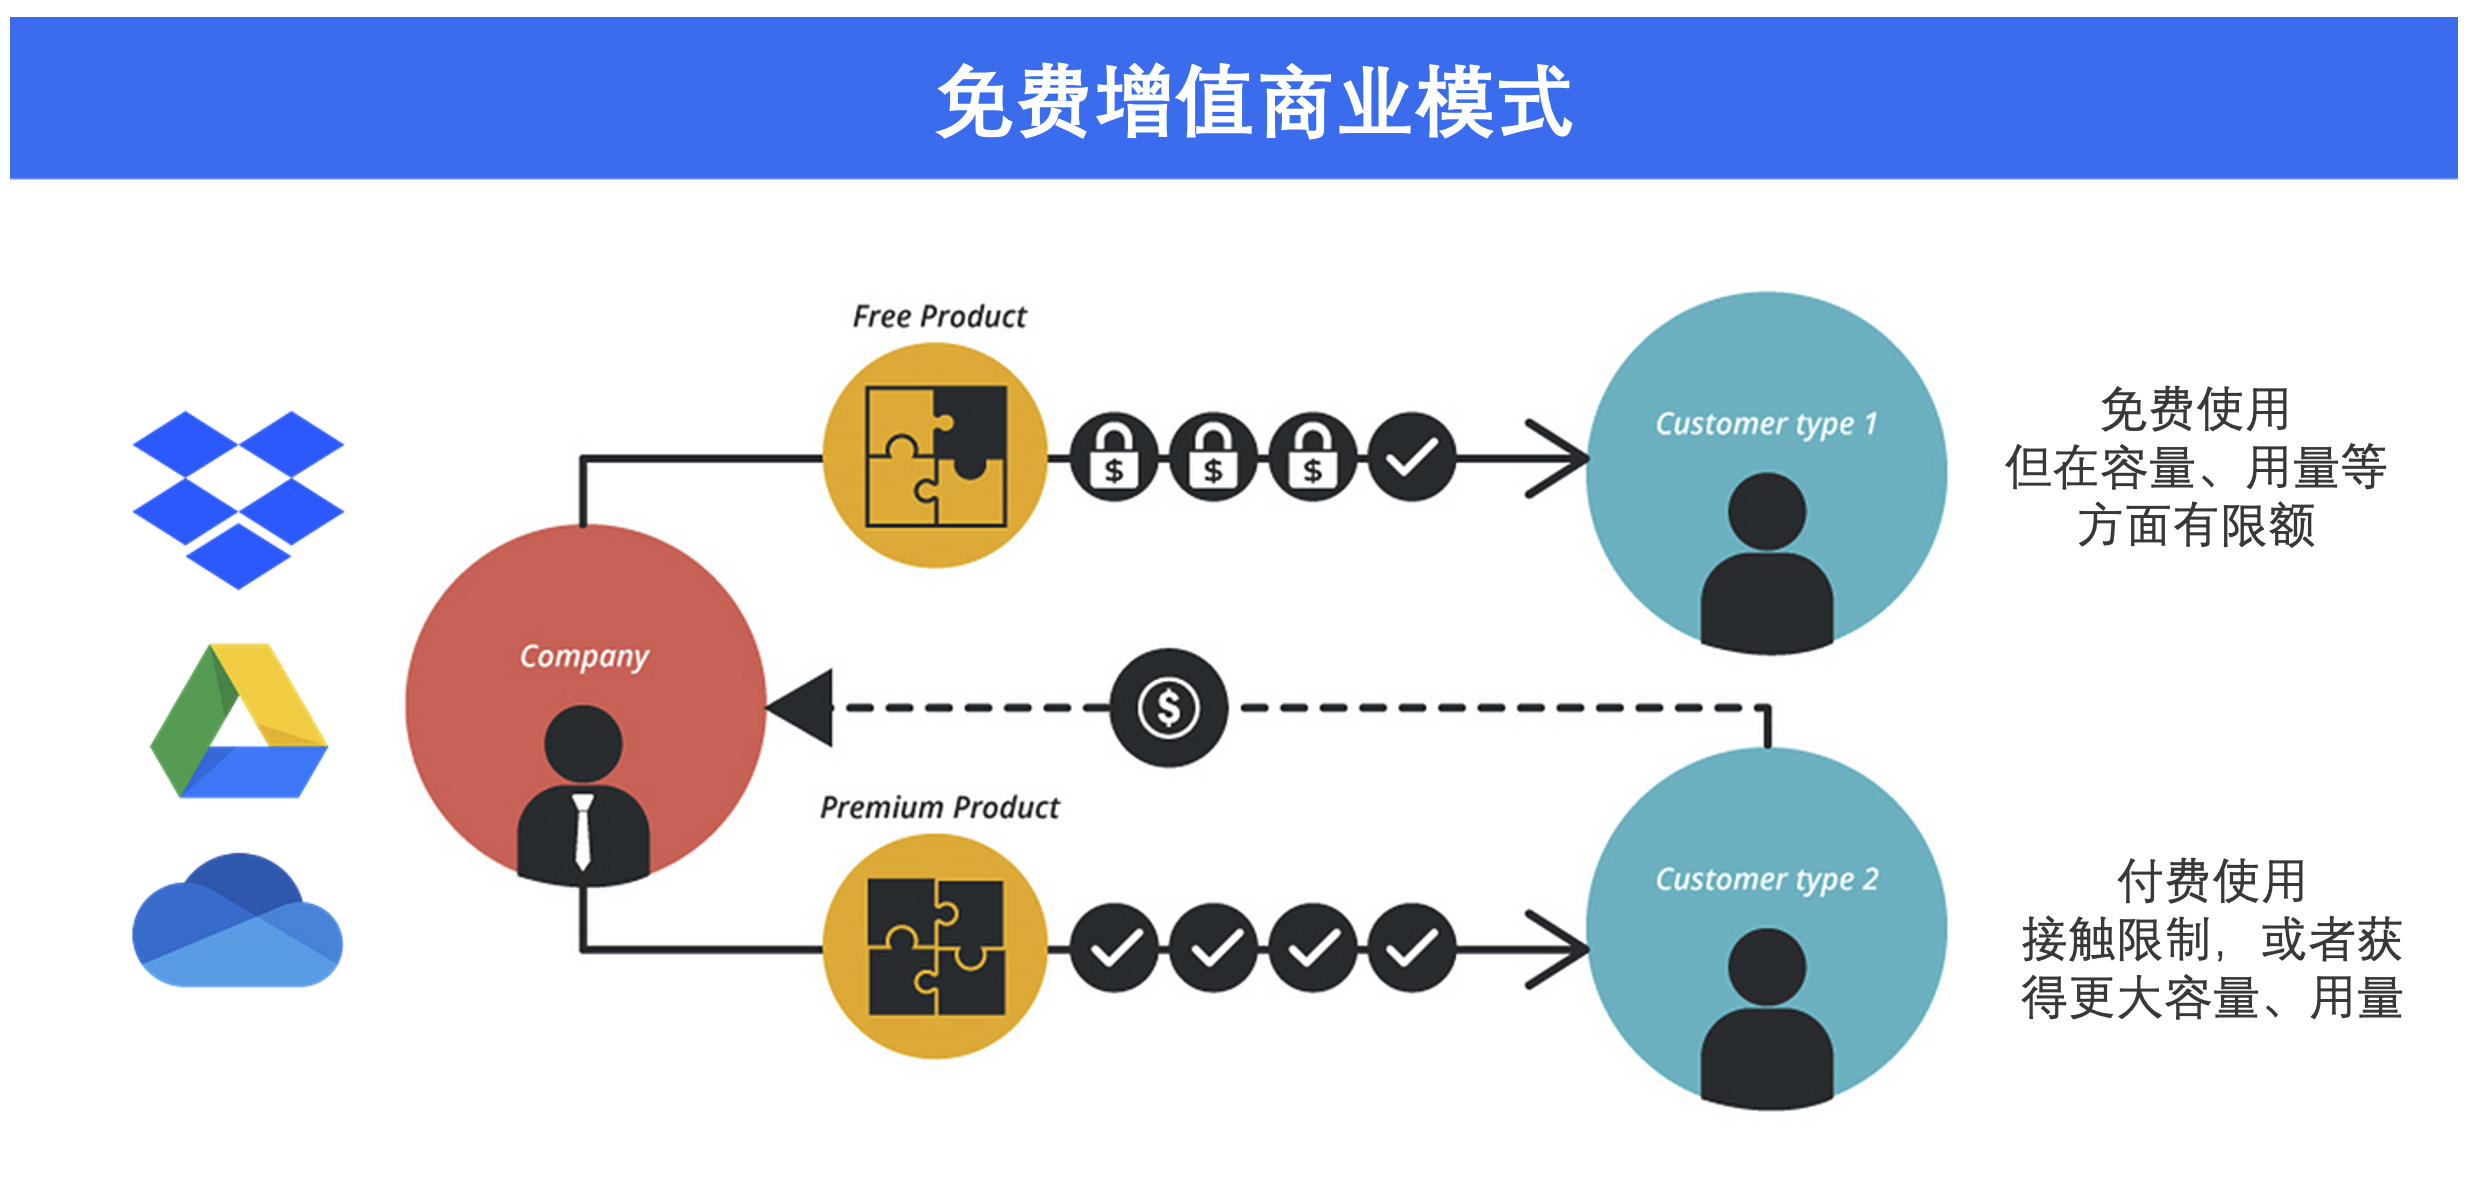 免费增值商业模式
Free Product
Customer type 1
免费使用
但在容量、用量等
方面有限额
$
$
$
Company
$
Premium Product
Customer type 2
付费使用
接触限制，或者获
得更大容量、用量